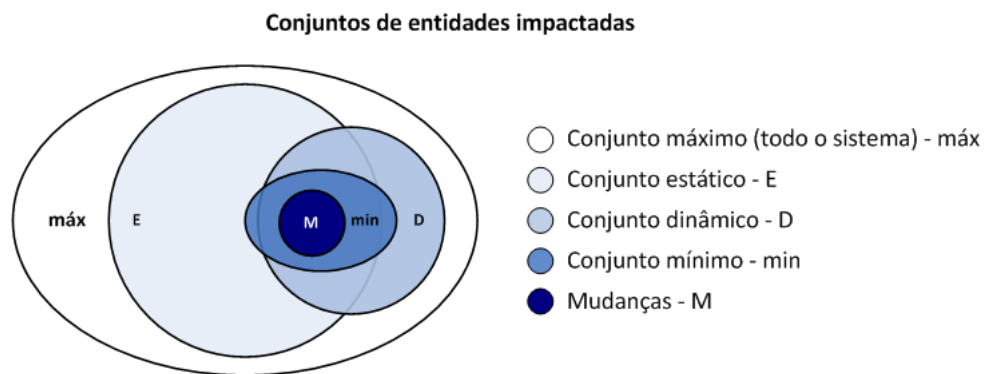 Conjuntos de entidades impactadas
máx
E
M
min
D
Conjunto máximo (todo o sistema) - máx
Conjunto estático - E
Conjunto dinâmico - D
Conjunto mínimo - min
Mudanças - M